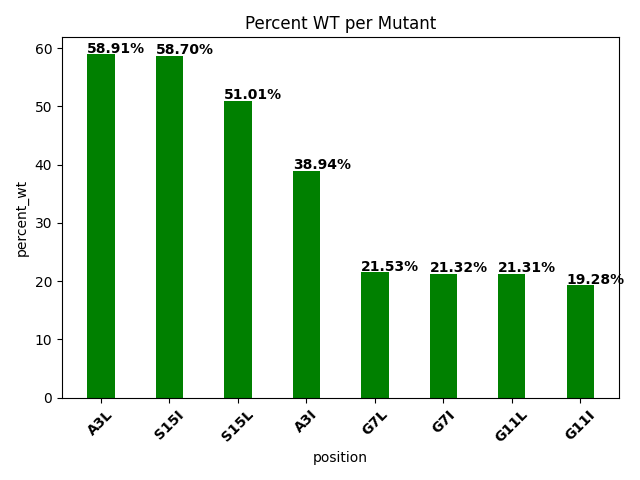 Percent WT per Mutant
58.91%
58.70%
51.01%
38.94%
21.53%
21.32%
21.31%
19.28%
percent_wt
60
50
40
30
20
10
0
A3L
S15I
S15L
A3I
G7L
G7I
G11L
G11I
position